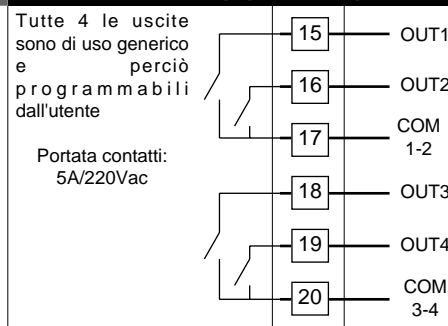 Tutte 4 le uscite
sono di uso generico
e perciò
programmabili
dall'utente
Portata contatti:
5A/220Vac
15 OUT1
16 OUT2
17 COM
1-2
18 OUT3
19 OUT4
20 COM
3-4